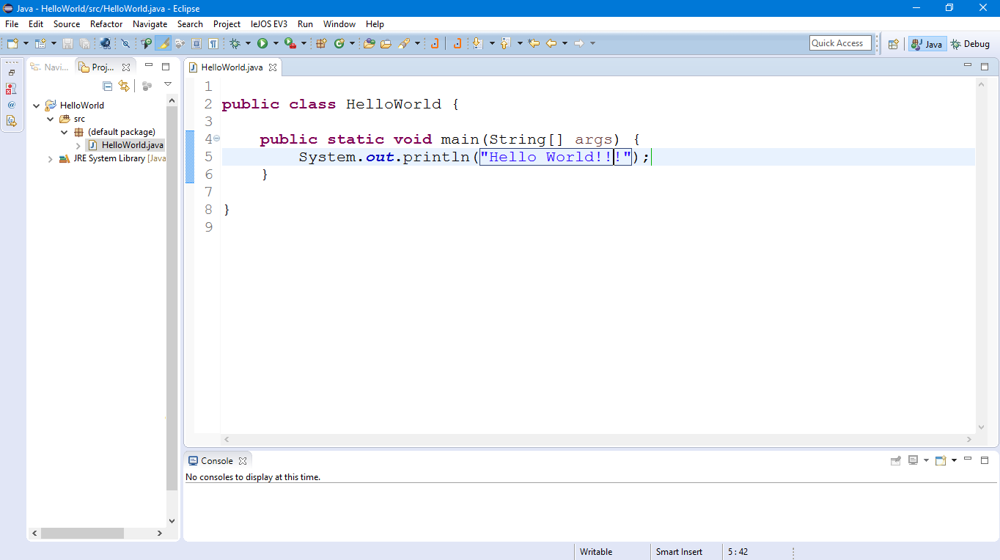 Java - HelloWorld/src/HelloWorld.java - Eclipse
File Edit Source Refactor Navigate Search Project leJOS EV3 Run Window Help
Quick Access Java Debug
Navi... Proj...
HelloWorld
src
(default package)
HelloWorld.java
JRE System Library [Java
HelloWorld.java
1
2 public class HelloWorld {
3
4 public static void main(String[] args) {
5 System.out.println("Hello World!!!");
6 }
7
8 }
9
Console
No consoles to display at this time.
Writable Smart Insert 5 : 42